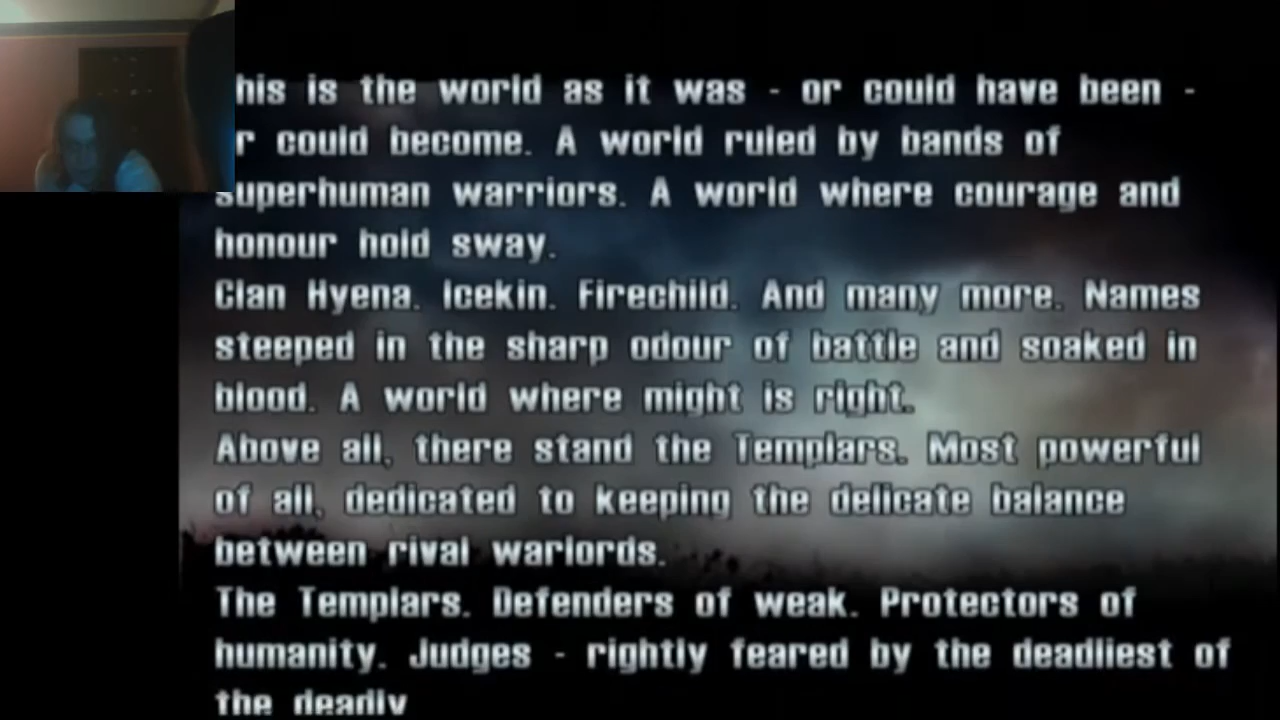 his is the world as it was - or could have been -
r could become. A world ruled by bands of
superhuman warriors. A world where courage and
honour hold sway.
Clan Hyena. Icekin. Firechild. And many more. Names
steeped in the sharp odour of battle and soaked in
blood. A world where might is right.
Above all, there stand the Templars. Most powerful
of all, dedicated to keeping the delicate balance
between rival warlords.
The Templars. Defenders of weak. Protectors of
humanity. Judges - rightly feared by the deadliest of
the deadly